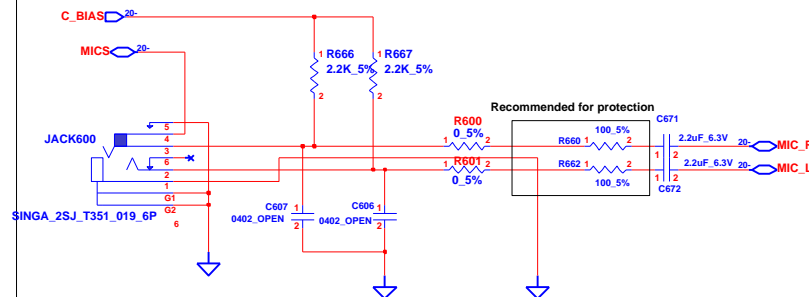 C_BIAS 20-
MICS 20-
1 R666 1 R667
2.2K_5% 2.2K_5%
2 2
Recommended for protection
JACK600
5
4
3
6
2
1
G1
G2
6
SINGA_2SJ_T351_019_6P
R600
0_5%
1 2
R601
0_5%
1 2
R660
100_5%
1 2
R662
100_5%
1 2
C671
2.2uF_6.3V
1 2
20- MIC_R
2.2uF_6.3V
1 2
C672
20- MIC_L
C607 1
0402_OPEN
2
C606 1
0402_OPEN
2